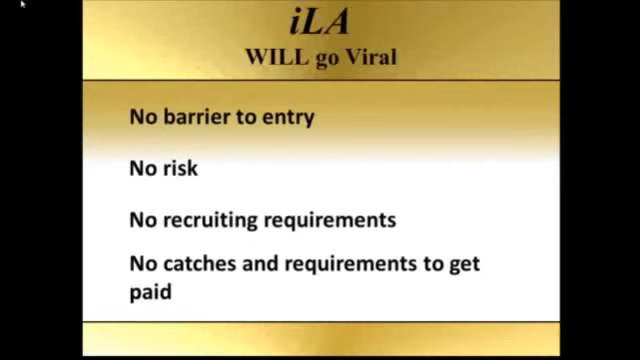 iLA
WILL go Viral
No barrier to entry
No risk
No recruiting requirements
No catches and requirements to get
paid